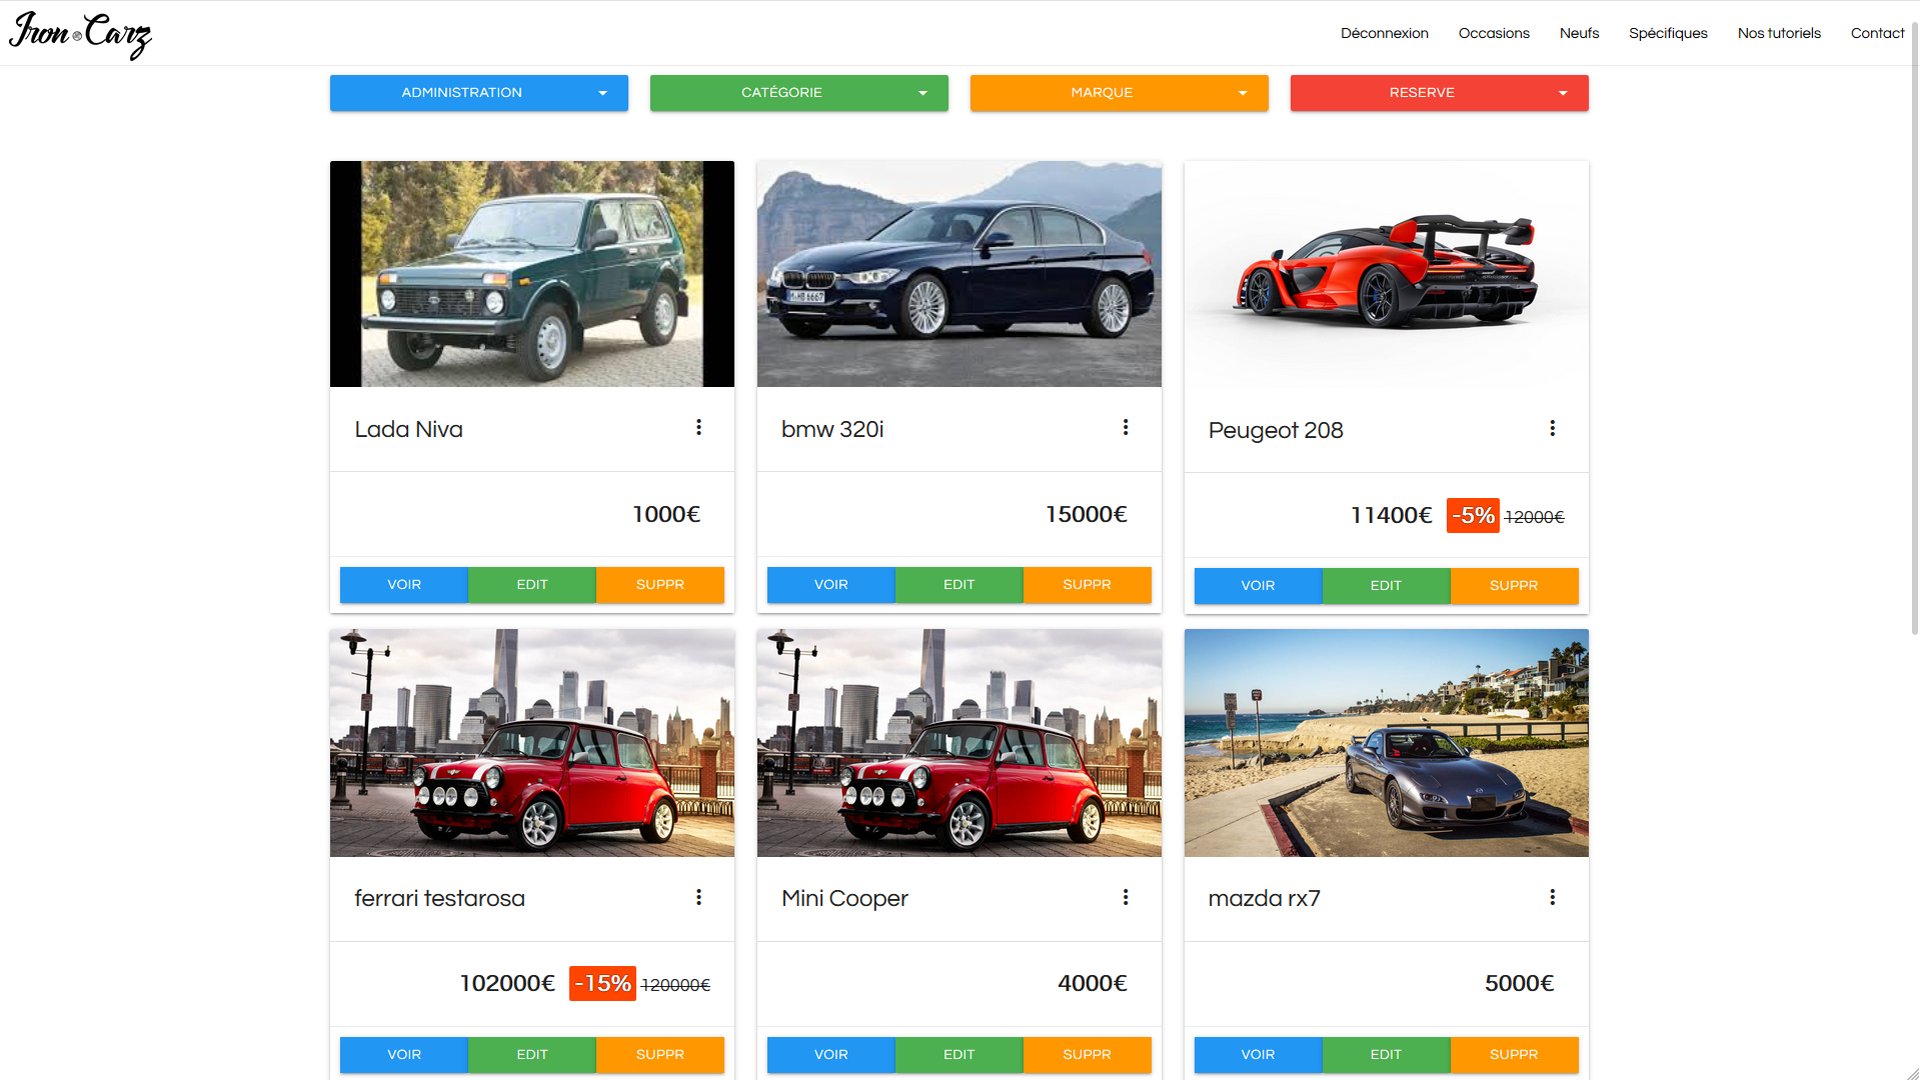 Iron Carz
Déconnexion Occasions Neufs Spécifiques Nos tutoriels Contact
ADMINISTRATION CATÉGORIE MARQUE RESERVE
Lada Niva
1000€
VOIR EDIT SUPPR
bmw 320i
15000€
VOIR EDIT SUPPR
Peugeot 208
11400€ -5% 12000€
VOIR EDIT SUPPR
ferrari testarosa
102000€ -15% 120000€
VOIR EDIT SUPPR
Mini Cooper
4000€
VOIR EDIT SUPPR
mazda rx7
5000€
VOIR EDIT SUPPR